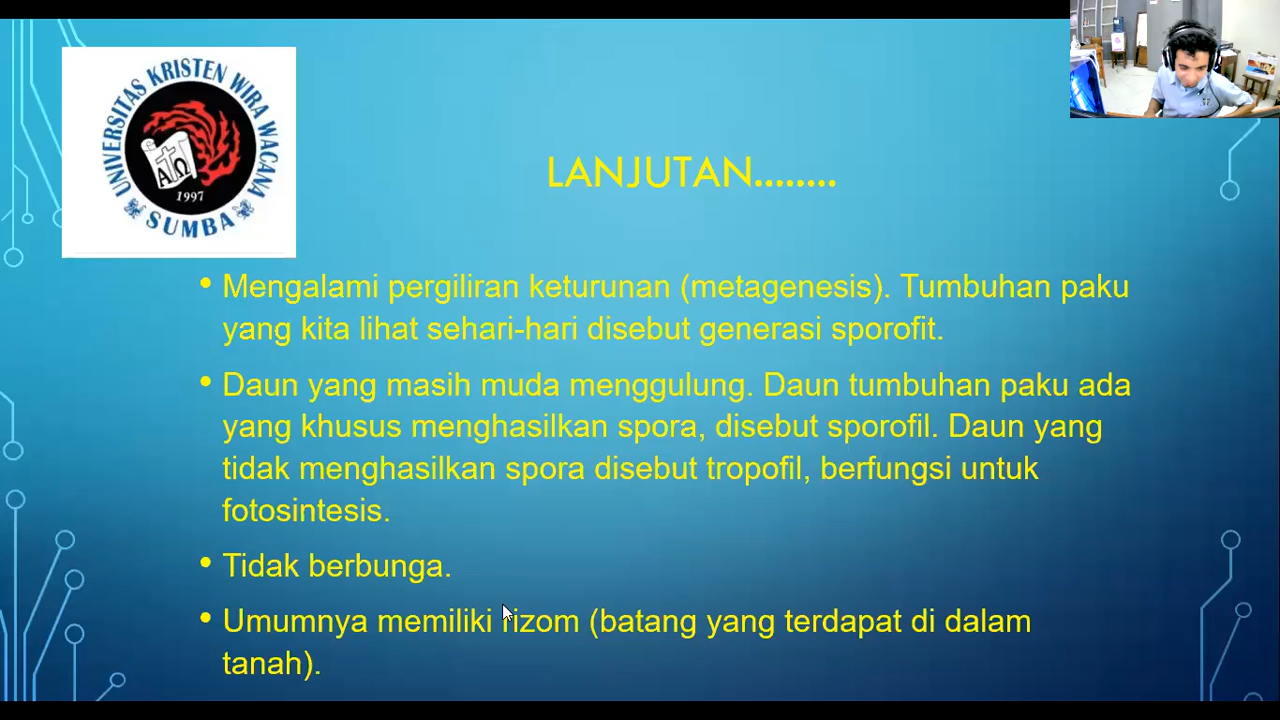 UNIVERSITAS KRISTEN WIRA WACANA
ΑΩ
1997
SUMBA
LANJUTAN........
• Mengalami pergiliran keturunan (metagenesis). Tumbuhan paku
yang kita lihat sehari-hari disebut generasi sporofit.
• Daun yang masih muda menggulung. Daun tumbuhan paku ada
yang khusus menghasilkan spora, disebut sporofil. Daun yang
tidak menghasilkan spora disebut tropofil, berfungsi untuk
fotosintesis.
• Tidak berbunga.
• Umumnya memiliki rizom (batang yang terdapat di dalam
tanah).